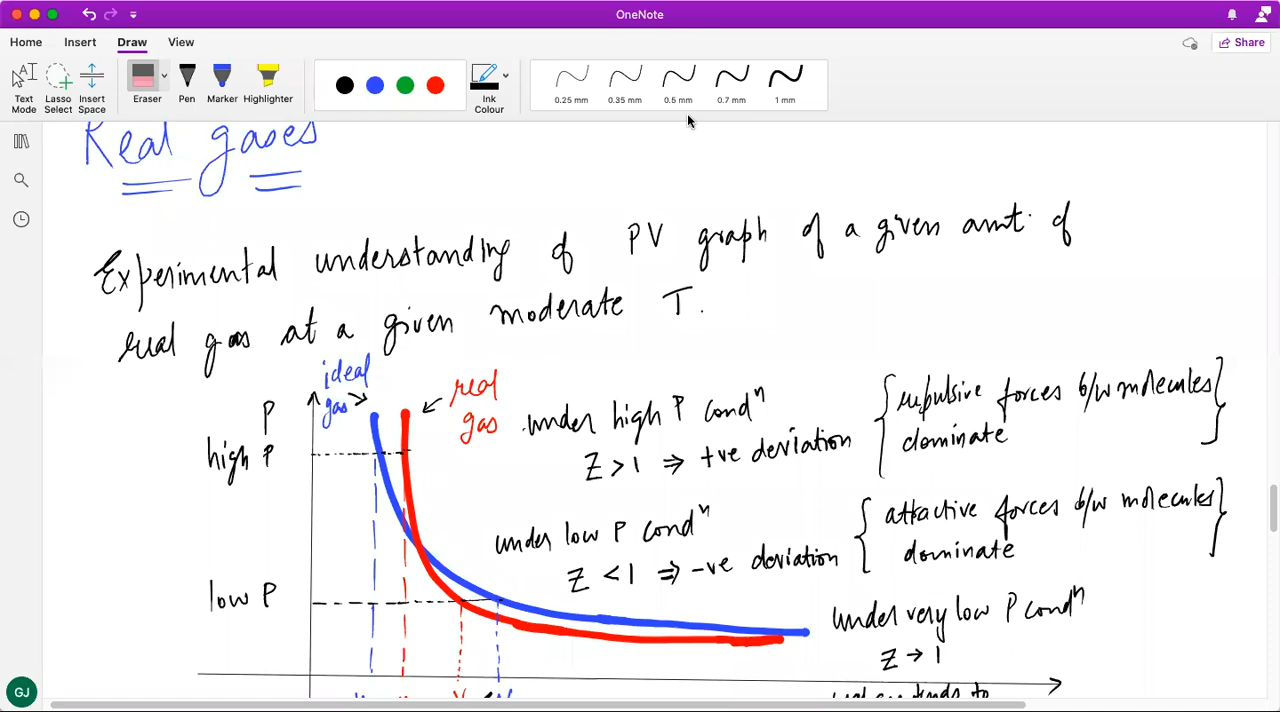 OneNote
Home Insert Draw View
Share
Text Mode
Lasso Select
Insert Space
Eraser
Pen
Marker
Highlighter
Ink Colour
0.25 mm
0.35 mm
0.5 mm
0.7 mm
1 mm
Real gases
Experimental understanding of PV graph of a given amt. of
real gas at a given moderate T.
ideal
gas
real
gas
P
high P
under high P condⁿ
Z > 1 ⇒ +ve deviation
{ repulsive forces b/w molecules
dominate }
under low P condⁿ
Z < 1 ⇒ -ve deviation
{ attractive forces b/w molecules
dominate }
low P
under very low P condⁿ
Z → 1
GJ